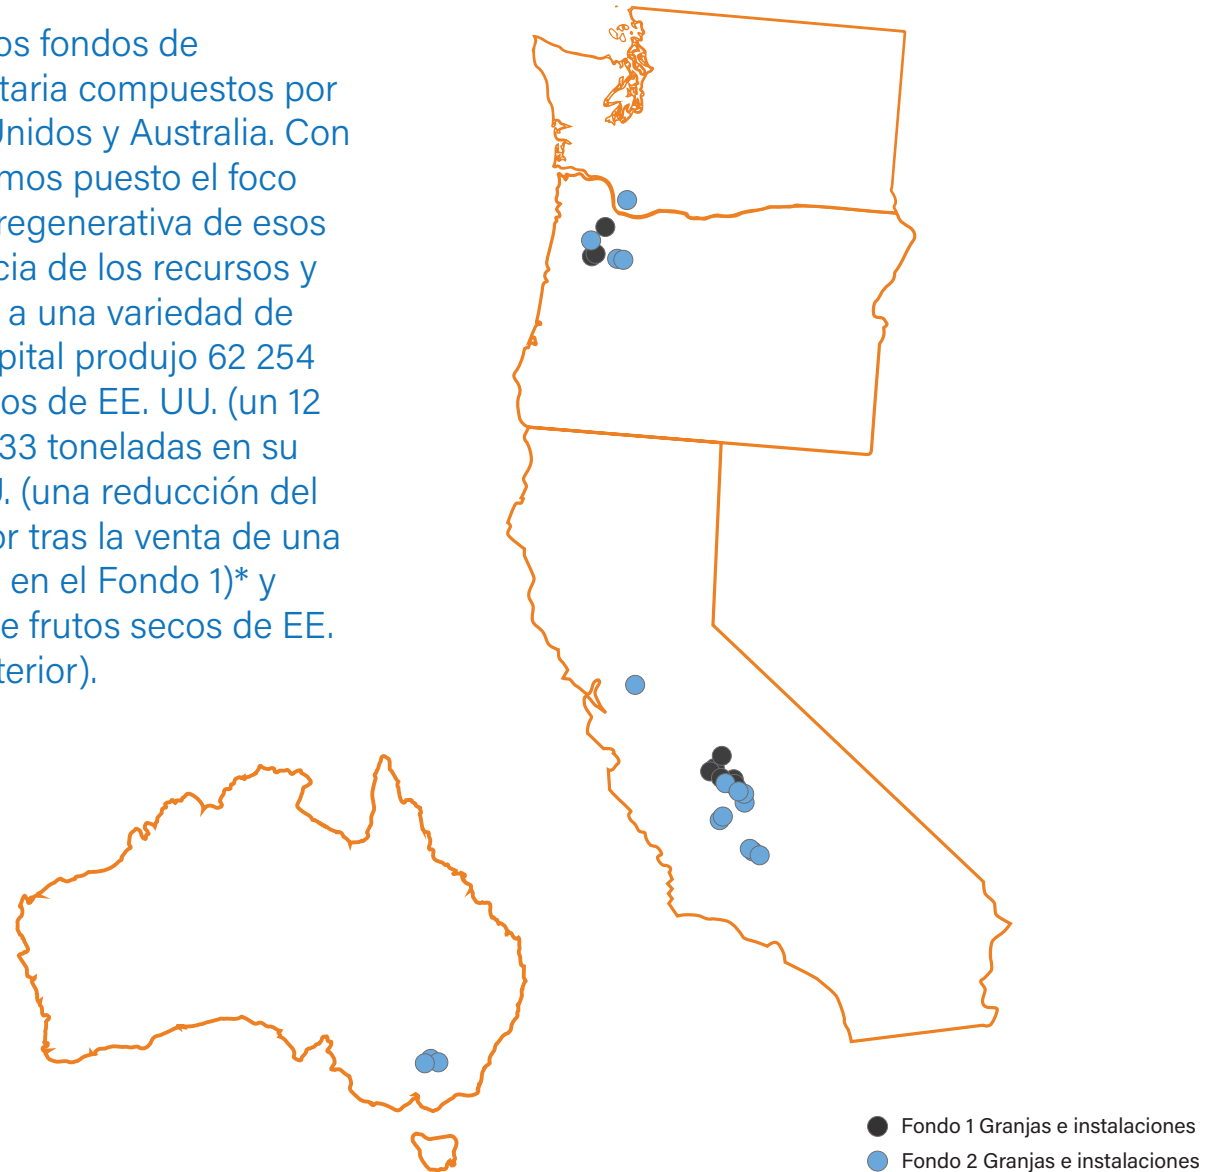 os fondos de
taria compuestos por
Unidos y Australia. Con
mos puesto el foco
regenerativa de esos
cia de los recursos y
a una variedad de
pital produjo 62 254
os de EE. UU. (un 12
33 toneladas en su
J. (una reducción del
or tras la venta de una
en el Fondo 1)* y
e frutos secos de EE.
terior).
Fondo 1 Granjas e instalaciones
Fondo 2 Granjas e instalaciones